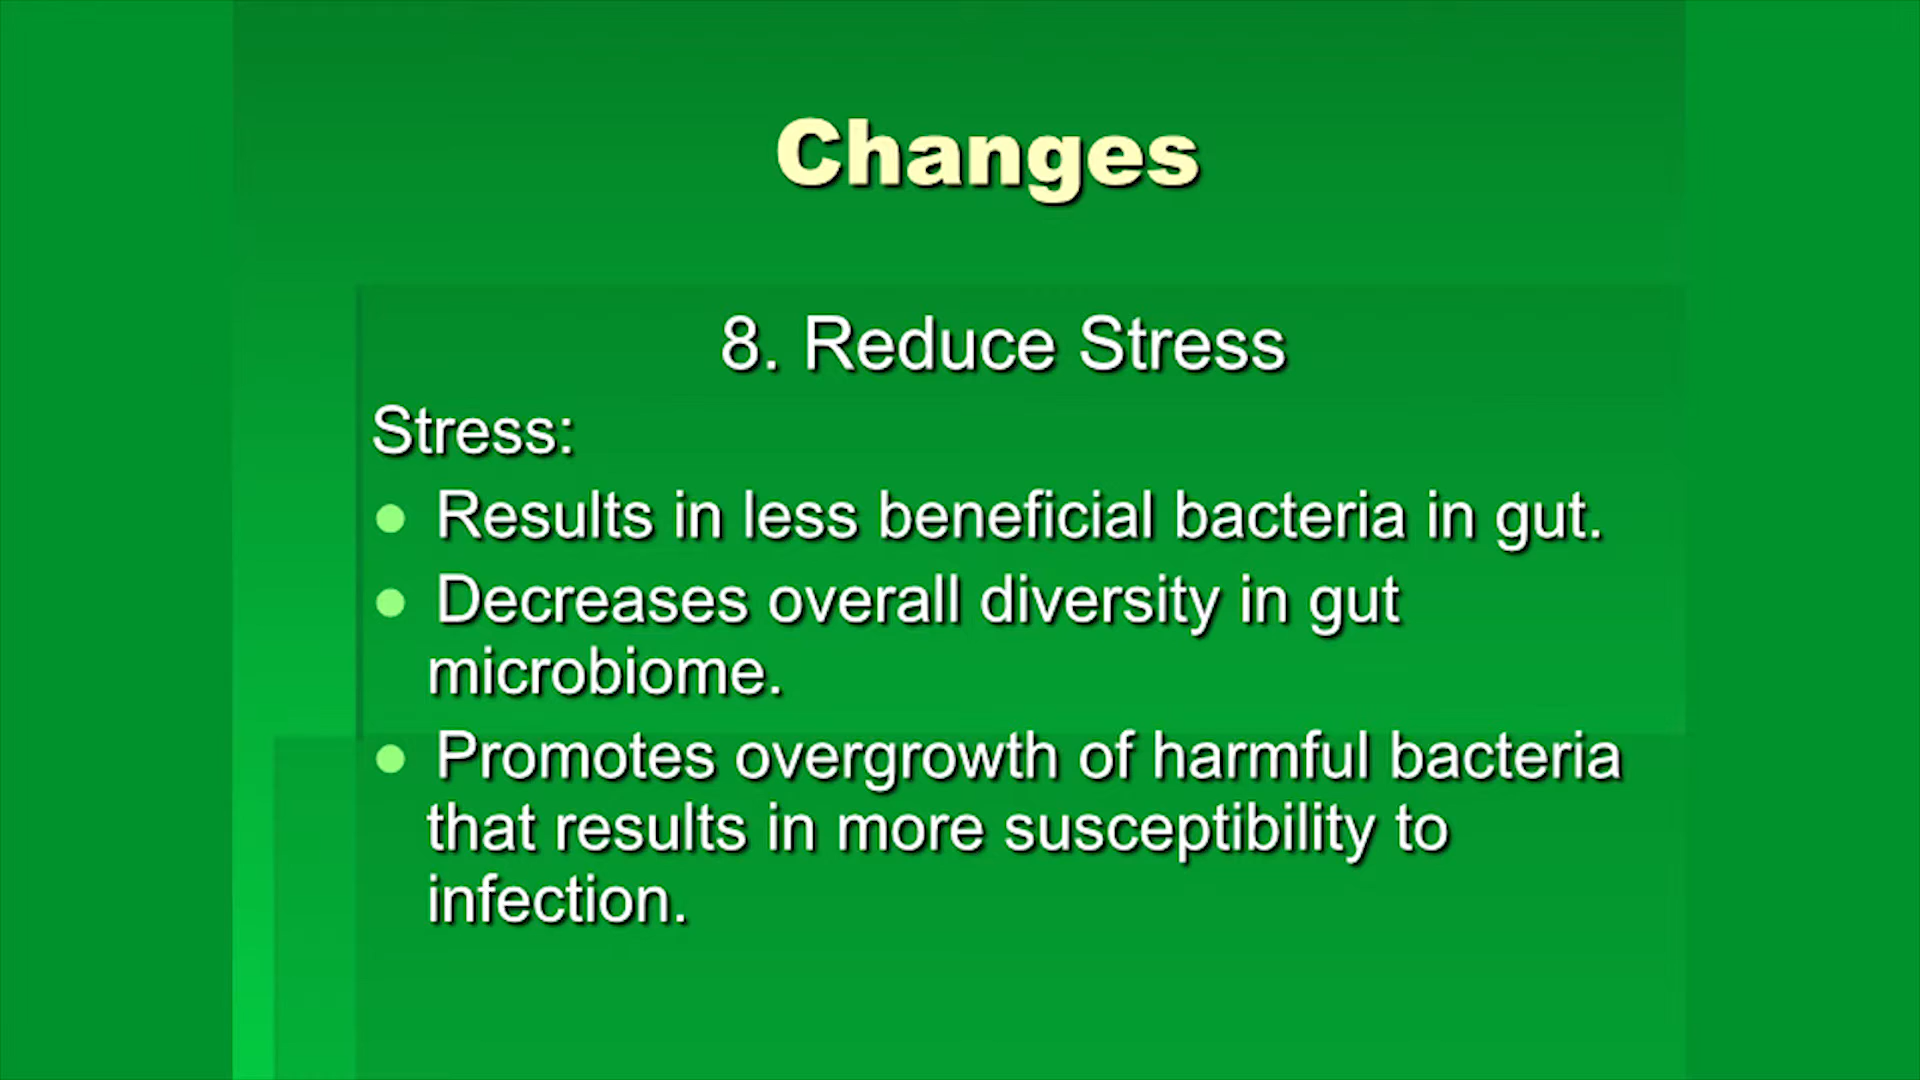 Changes
8. Reduce Stress
Stress:
● Results in less beneficial bacteria in gut.
● Decreases overall diversity in gut
microbiome.
● Promotes overgrowth of harmful bacteria
that results in more susceptibility to
infection.